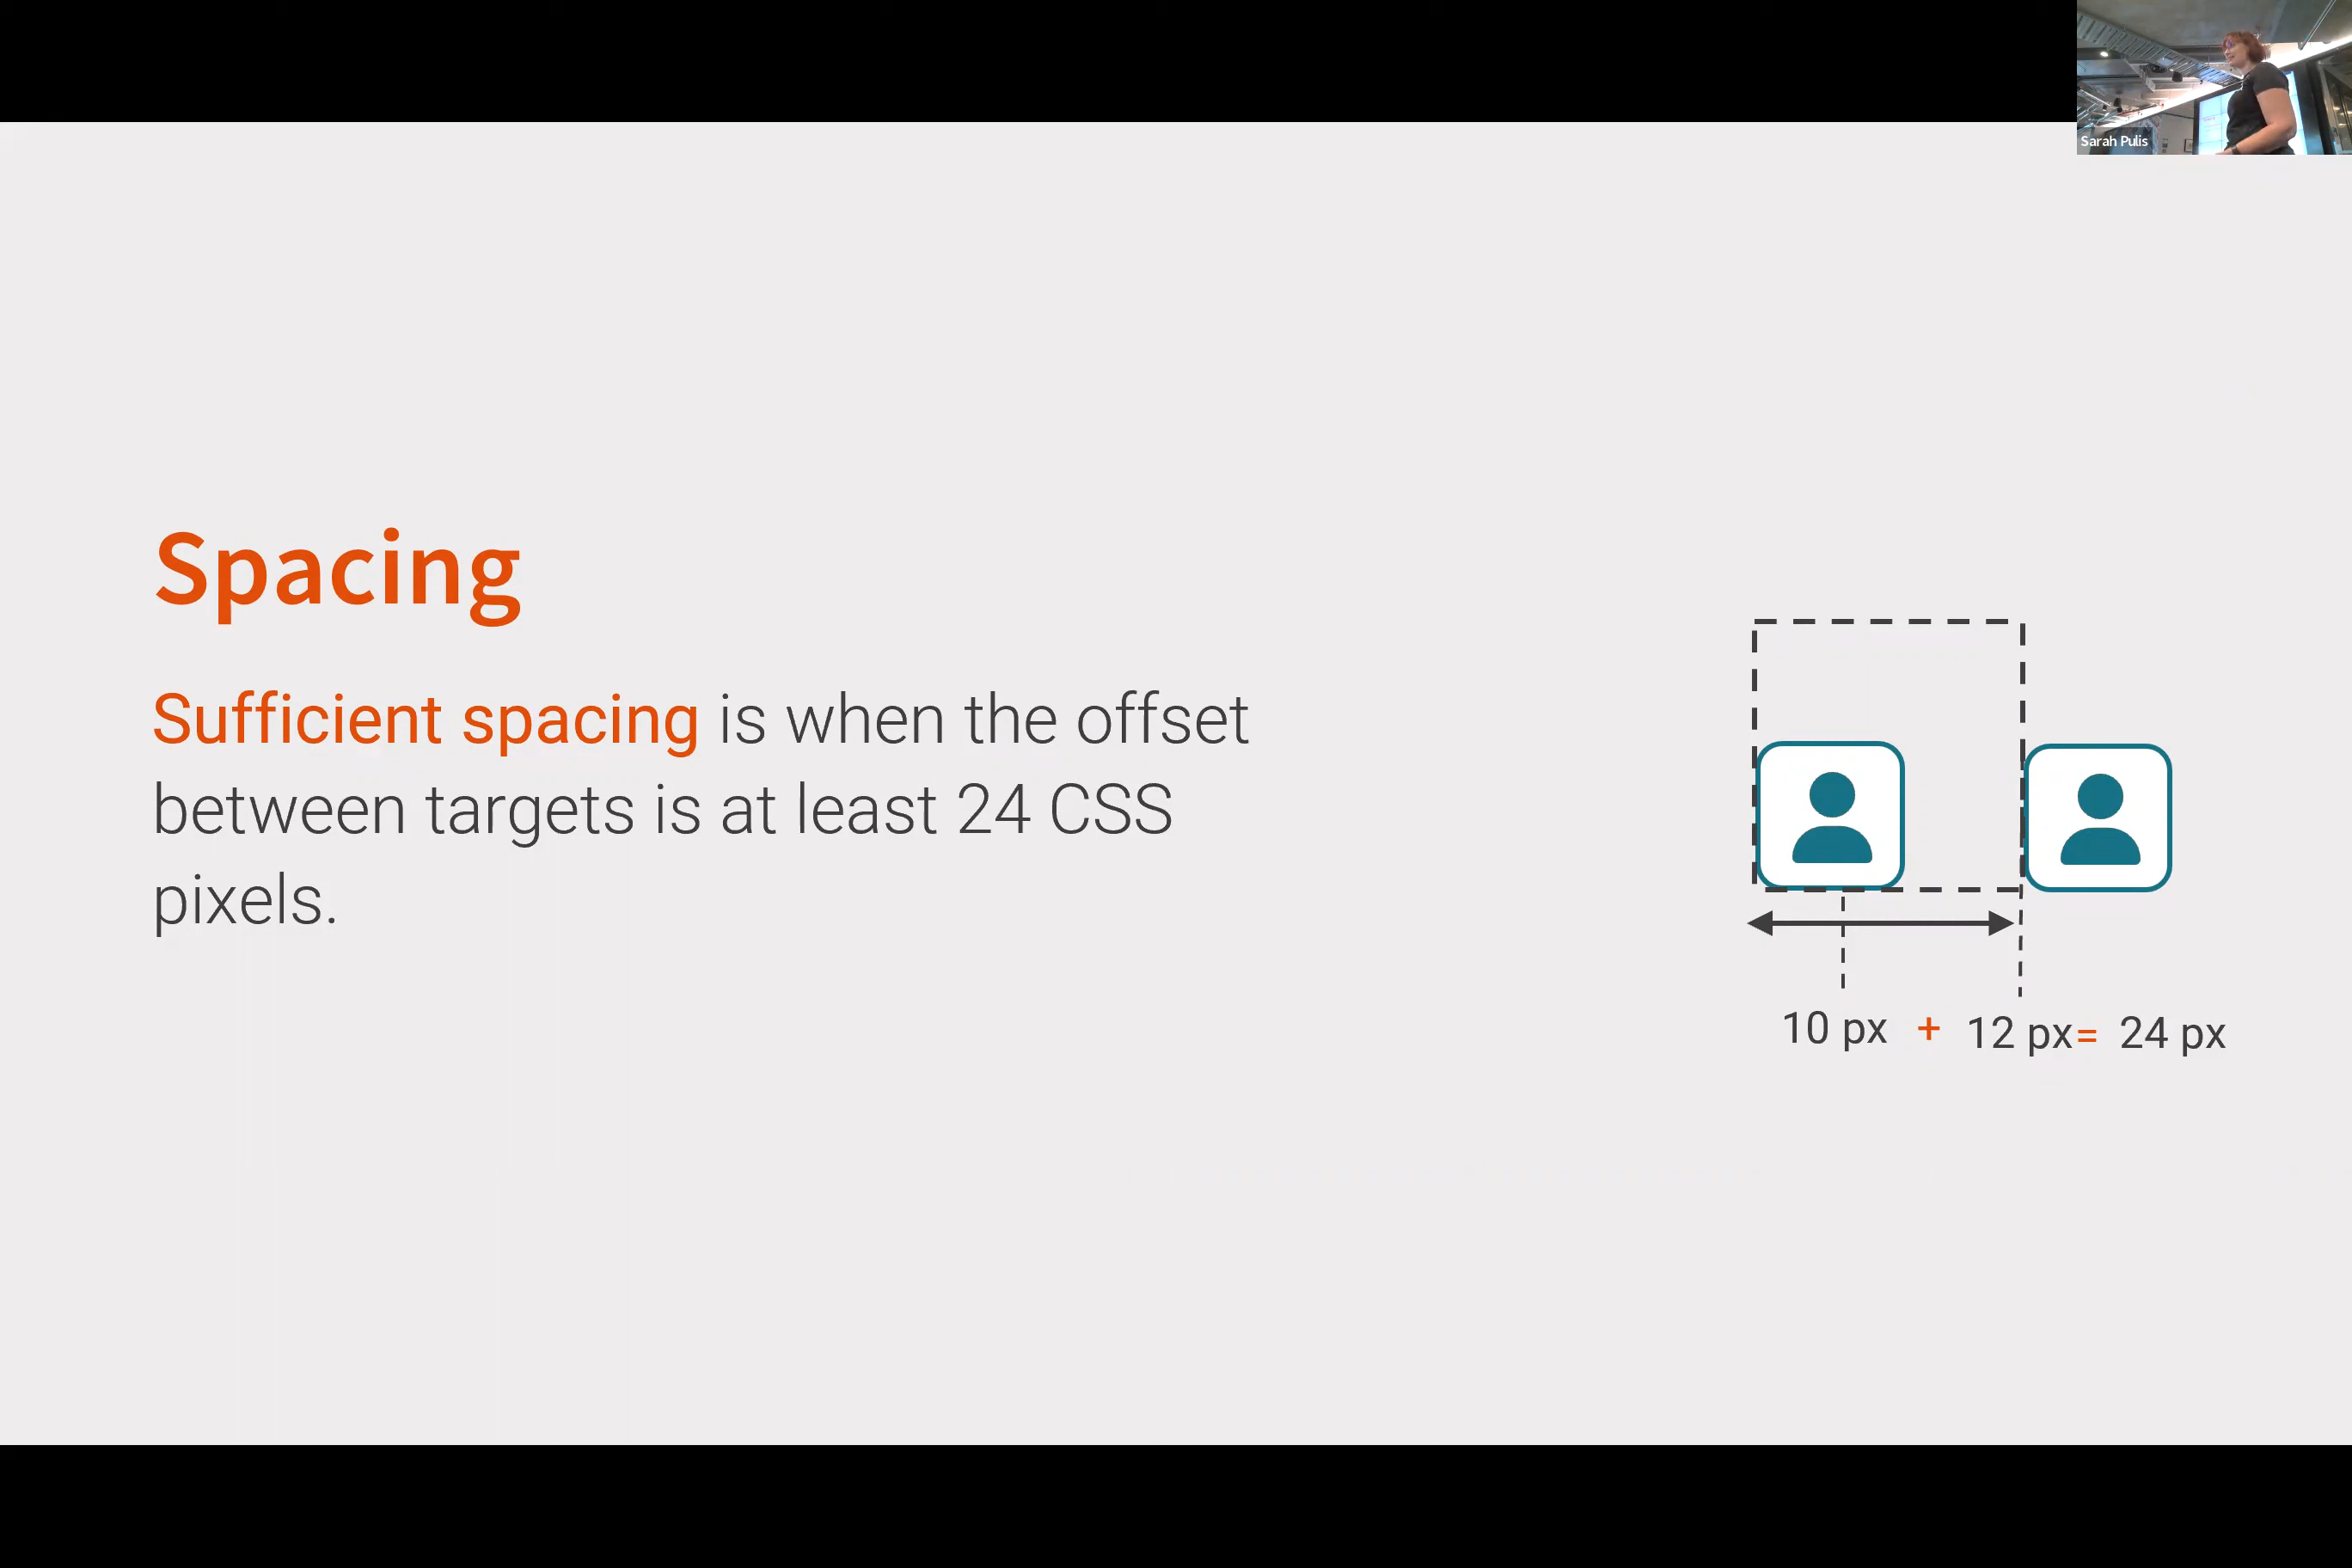 Sarah Pulis
Spacing
Sufficient spacing is when the offset
between targets is at least 24 CSS
pixels.
10 px + 12 px = 24 px